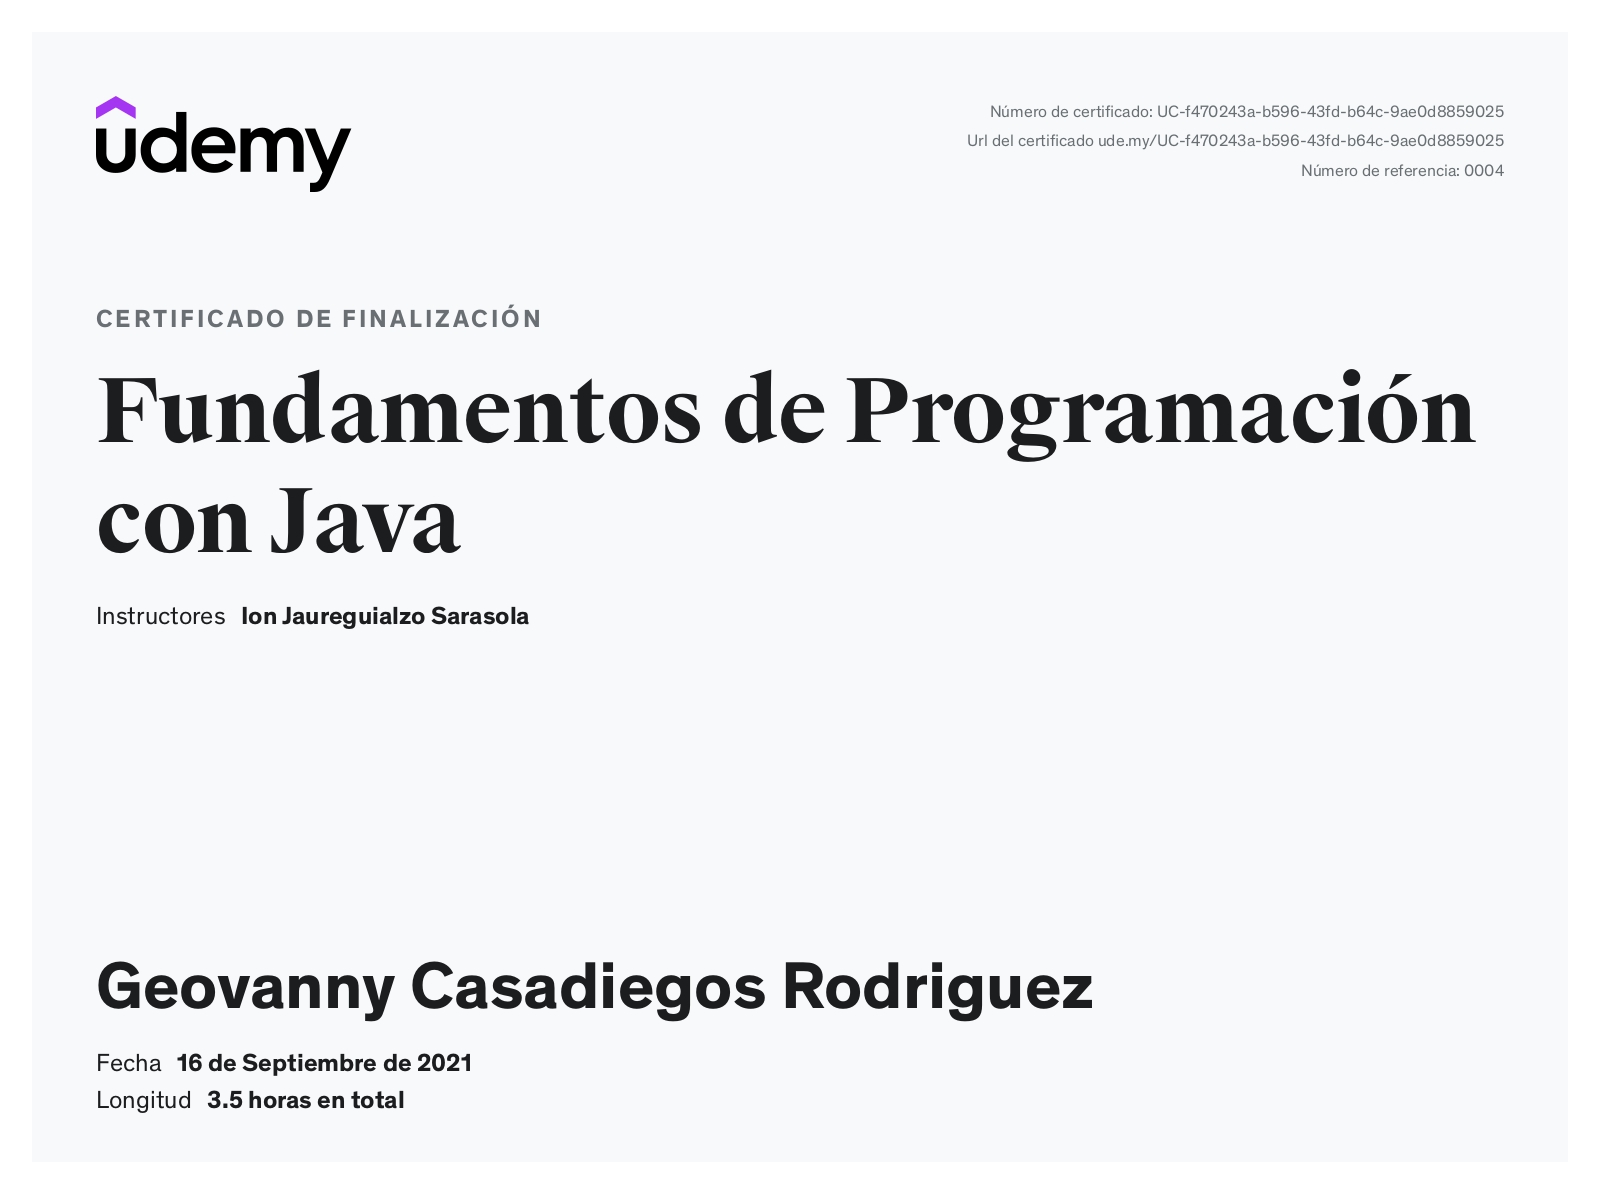 udemy
Número de certificado: UC-f470243a-b596-43fd-b64c-9ae0d8859025
Url del certificado ude.my/UC-f470243a-b596-43fd-b64c-9ae0d8859025
Número de referencia: 0004
CERTIFICADO DE FINALIZACIÓN
Fundamentos de Programación
con Java
Instructores Ion Jaureguialzo Sarasola
Geovanny Casadiegos Rodriguez
Fecha 16 de Septiembre de 2021
Longitud 3.5 horas en total